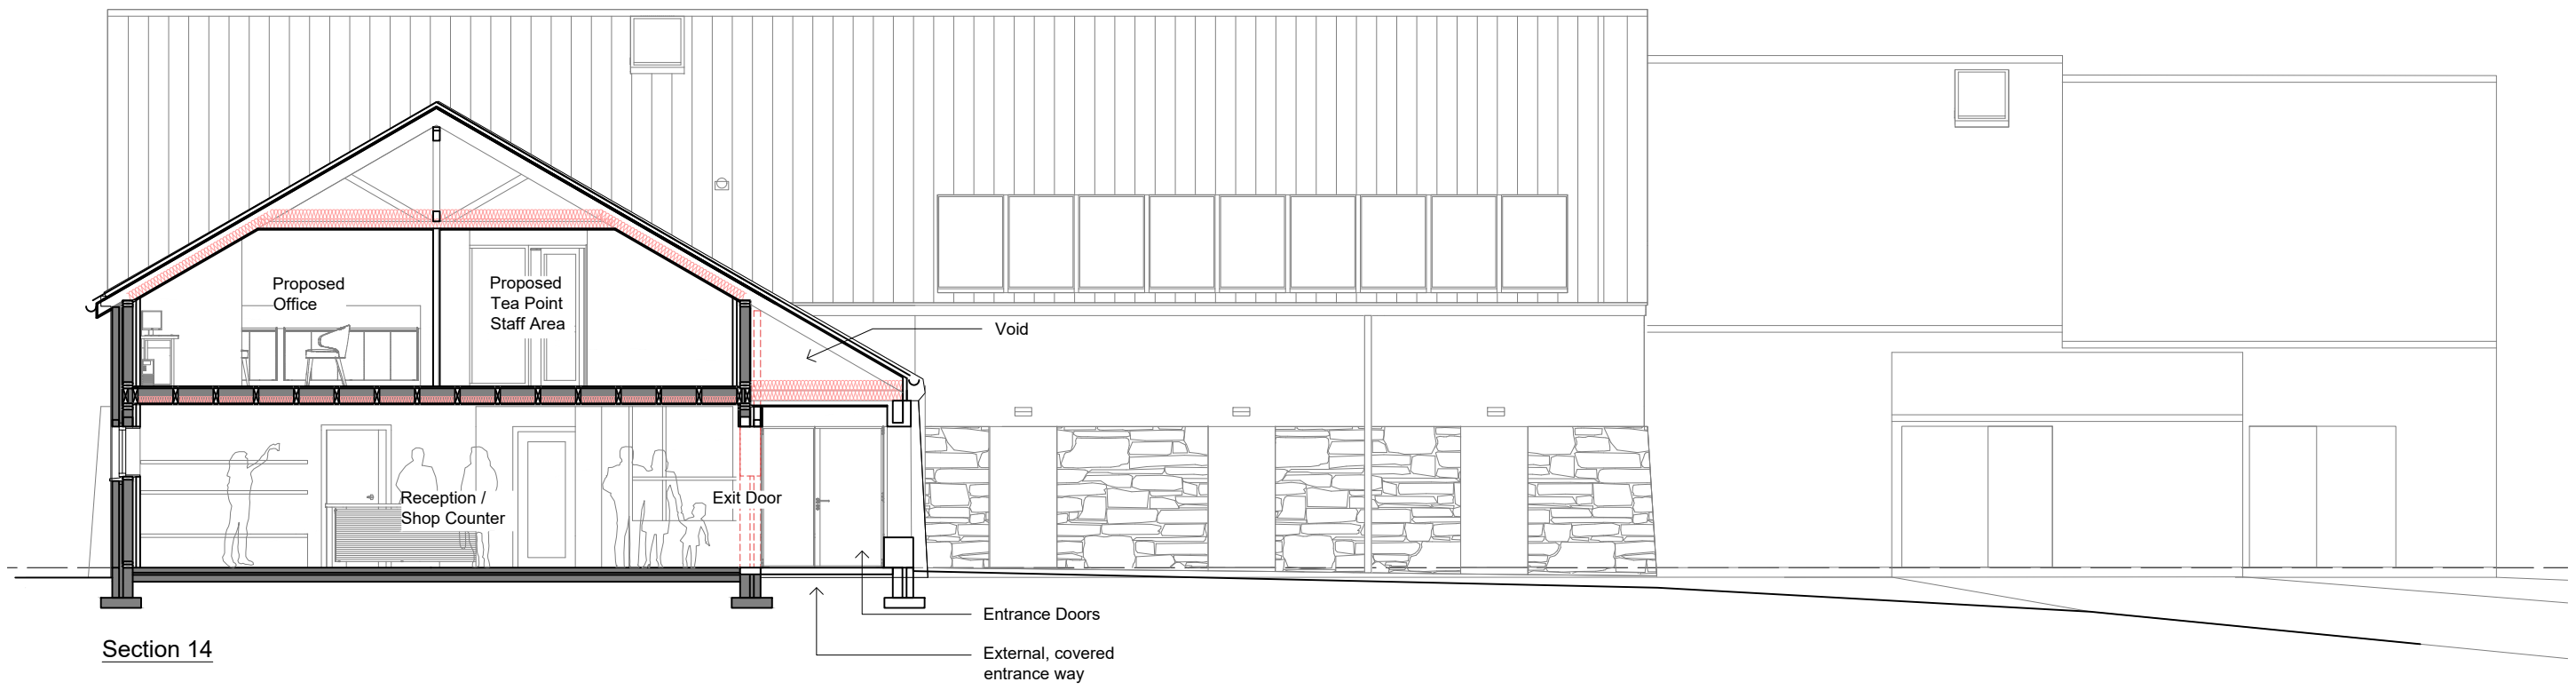 Proposed
Office
Proposed
Tea Point
Staff Area
Void
Reception /
Shop Counter
Exit Door
Entrance Doors
External, covered
entrance way
Section 14